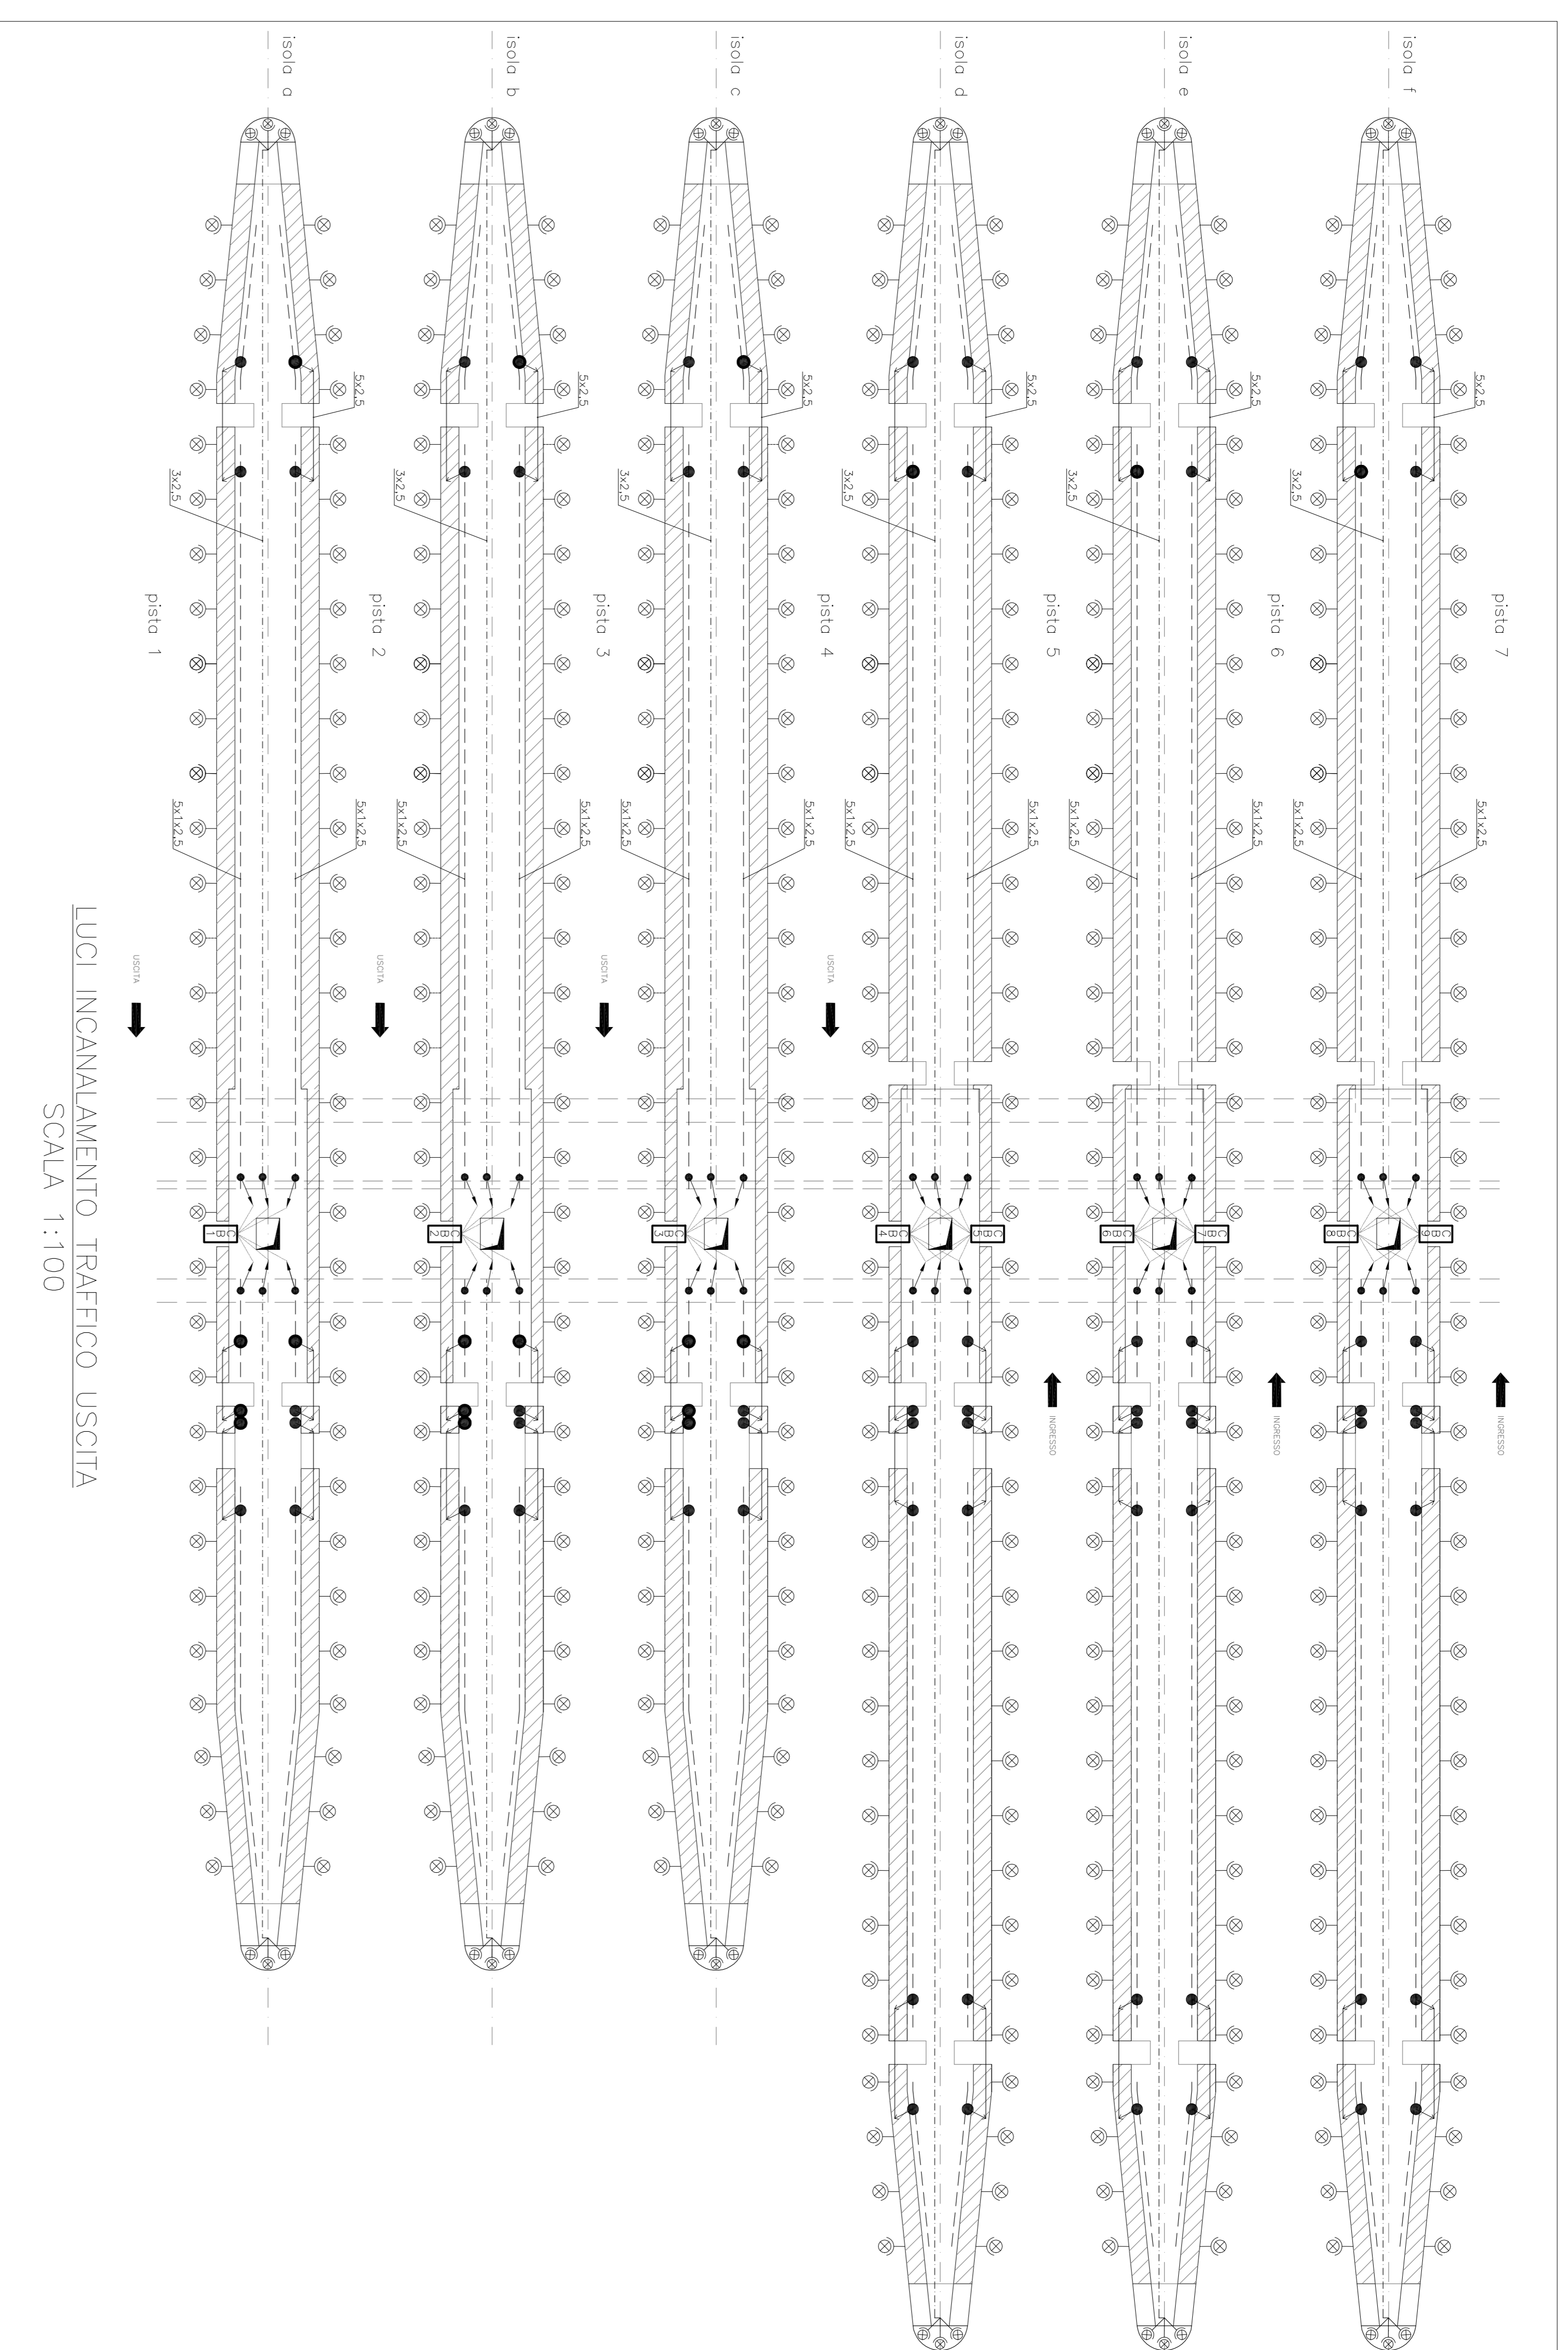 pista 7
INGRESSO
5x2,5
5x1x2,5
CB9
isola f
CB8
5x1x2,5
3x2,5
pista 6
INGRESSO
5x2,5
5x1x2,5
CB7
isola e
CB6
5x1x2,5
3x2,5
pista 5
INGRESSO
5x2,5
5x1x2,5
CB5
isola d
CB4
5x1x2,5
3x2,5
pista 4
USCITA
5x2,5
5x1x2,5
isola c
CB3
5x1x2,5
3x2,5
pista 3
USCITA
5x2,5
5x1x2,5
isola b
CB2
5x1x2,5
3x2,5
pista 2
USCITA
5x2,5
5x1x2,5
isola a
CB1
5x1x2,5
3x2,5
pista 1
USCITA
LUCI INCANALAMENTO TRAFFICO USCITA
SCALA 1:100